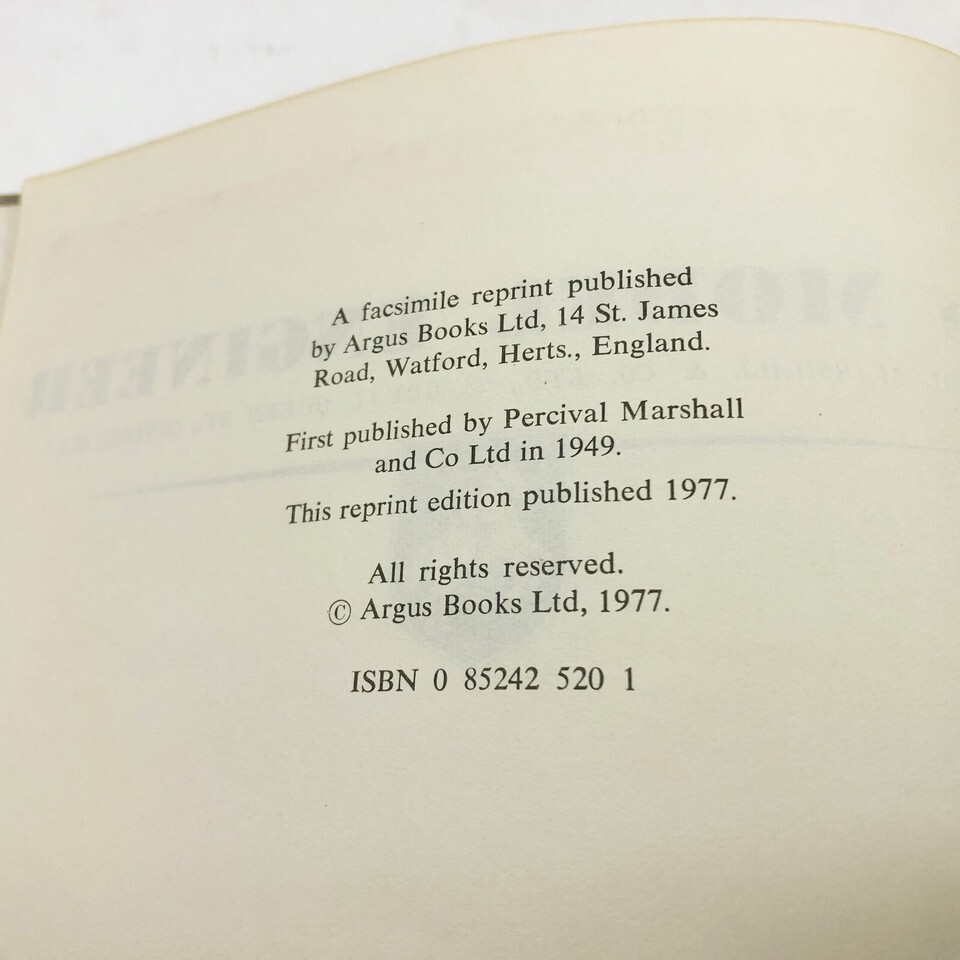 A facsimile reprint published
by Argus Books Ltd, 14 St. James
Road, Watford, Herts., England.
First published by Percival Marshall
and Co Ltd in 1949.
This reprint edition published 1977.
All rights reserved.
© Argus Books Ltd, 1977.
ISBN 0 85242 520 1